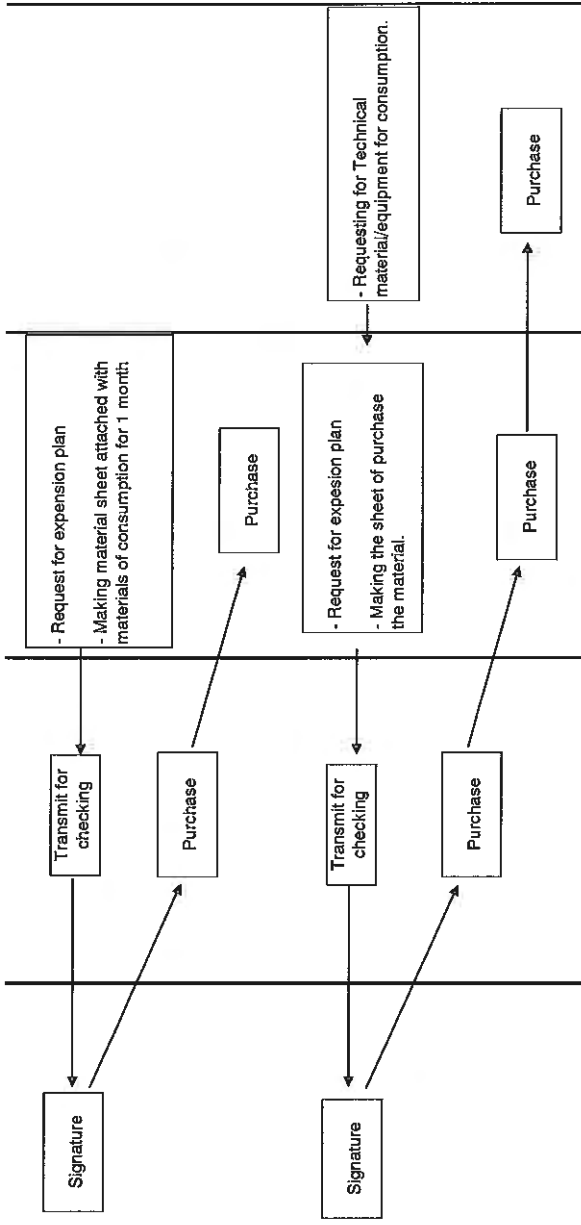 - Request for expension plan
- Making material sheet attached with
materials of consumption for 1 month
Transmit for
checking
Signature
Purchase
Purchase
- Requesting for Technical
material/equipment for consumption.
- Request for expesion plan
- Making the sheet of purchase
the material.
Transmit for
checking
Signature
Purchase
Purchase
Purchase